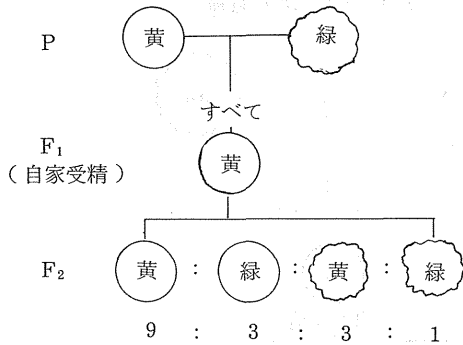 P 黄 緑
すべて
F₁
(自家受精) 黄
F₂ 黄 : 緑 : 黄 : 緑
9 : 3 : 3 : 1